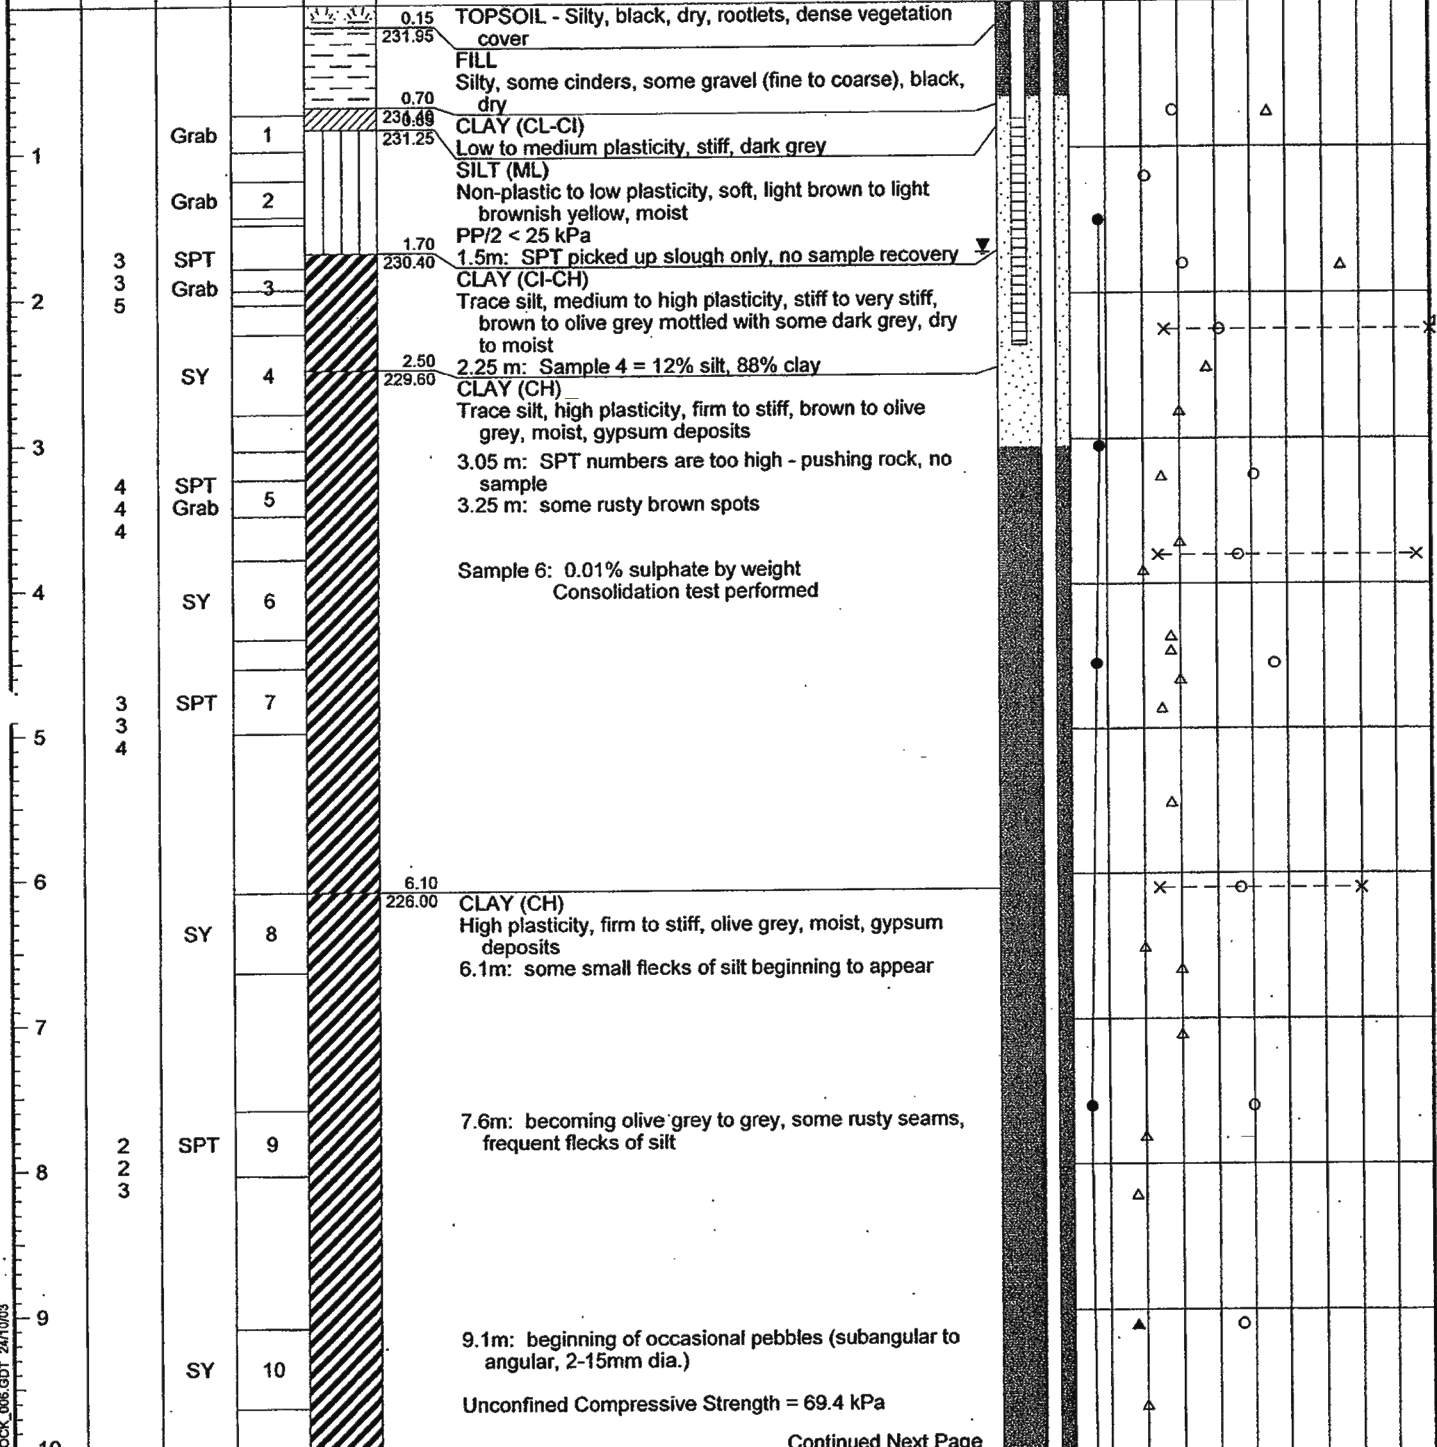 0.15 TOPSOIL - Silty, black, dry, rootlets, dense vegetation
231.95 cover
FILL
Silty, some cinders, some gravel (fine to coarse), black,
0.70 dry
CLAY (CL-CI)
Grab 1 231.25 Low to medium plasticity, stiff, dark grey
1
SILT (ML)
Grab 2 Non-plastic to low plasticity, soft, light brown to light
brownish yellow, moist
PP/2 < 25 kPa
3 SPT 1.70 1.5m: SPT picked up slough only, no sample recovery
230.40
3 Grab 3 CLAY (CI-CH)
2 5 Trace silt, medium to high plasticity, stiff to very stiff,
brown to olive grey mottled with some dark grey, dry
to moist
2.50 2.25 m: Sample 4 = 12% silt, 88% clay
SY 4 229.60 CLAY (CH)
Trace silt, high plasticity, firm to stiff, brown to olive
grey, moist, gypsum deposits
3
3.05 m: SPT numbers are too high - pushing rock, no
4 SPT sample
4 Grab 5 3.25 m: some rusty brown spots
4
Sample 6: 0.01% sulphate by weight
4 Consolidation test performed
SY 6
3 SPT 7
3
5 4
6 6.10
226.00 CLAY (CH)
High plasticity, firm to stiff, olive grey, moist, gypsum
SY 8 deposits
6.1m: some small flecks of silt beginning to appear
7
7.6m: becoming olive grey to grey, some rusty seams,
2 SPT 9 frequent flecks of silt
8 2
3
9
9.1m: beginning of occasional pebbles (subangular to
SY 10 angular, 2-15mm dia.)
Unconfined Compressive Strength = 69.4 kPa
Continued Next Page
24/10/03